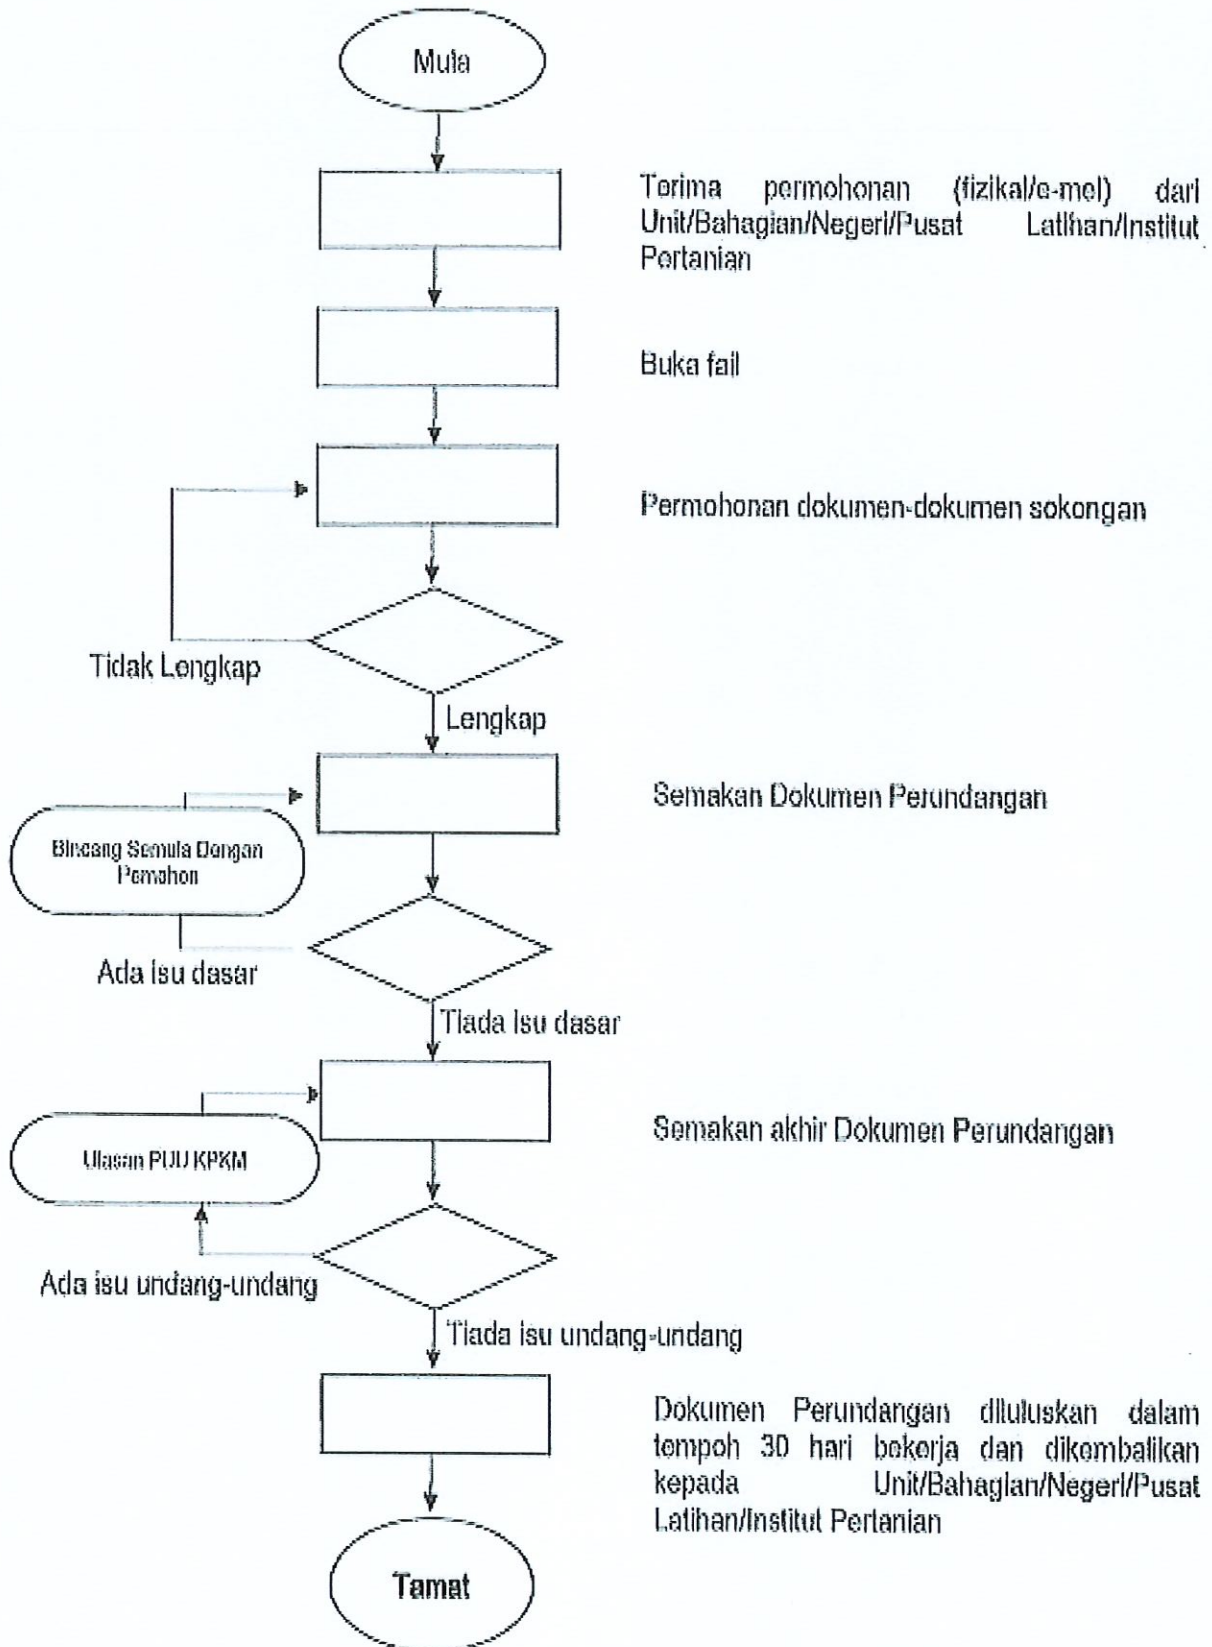 Mula
Terima permohonan (fizikal/e-mel) dari
Unit/Bahagian/Negeri/Pusat Latihan/Institut
Pertanian
Buka fail
Permohonan dokumen-dokumen sokongan
Tidak Lengkap
Lengkap
Semakan Dokumen Perundangan
Bincang Semula Dengan
Pemohon
Ada isu dasar
Tiada isu dasar
Semakan akhir Dokumen Perundangan
Ulasan PUU KPKM
Ada isu undang-undang
Tiada isu undang-undang
Dokumen Perundangan diluluskan dalam
tempoh 30 hari bekerja dan dikembalikan
kepada Unit/Bahagian/Negeri/Pusat
Latihan/Institut Pertanian
Tamat